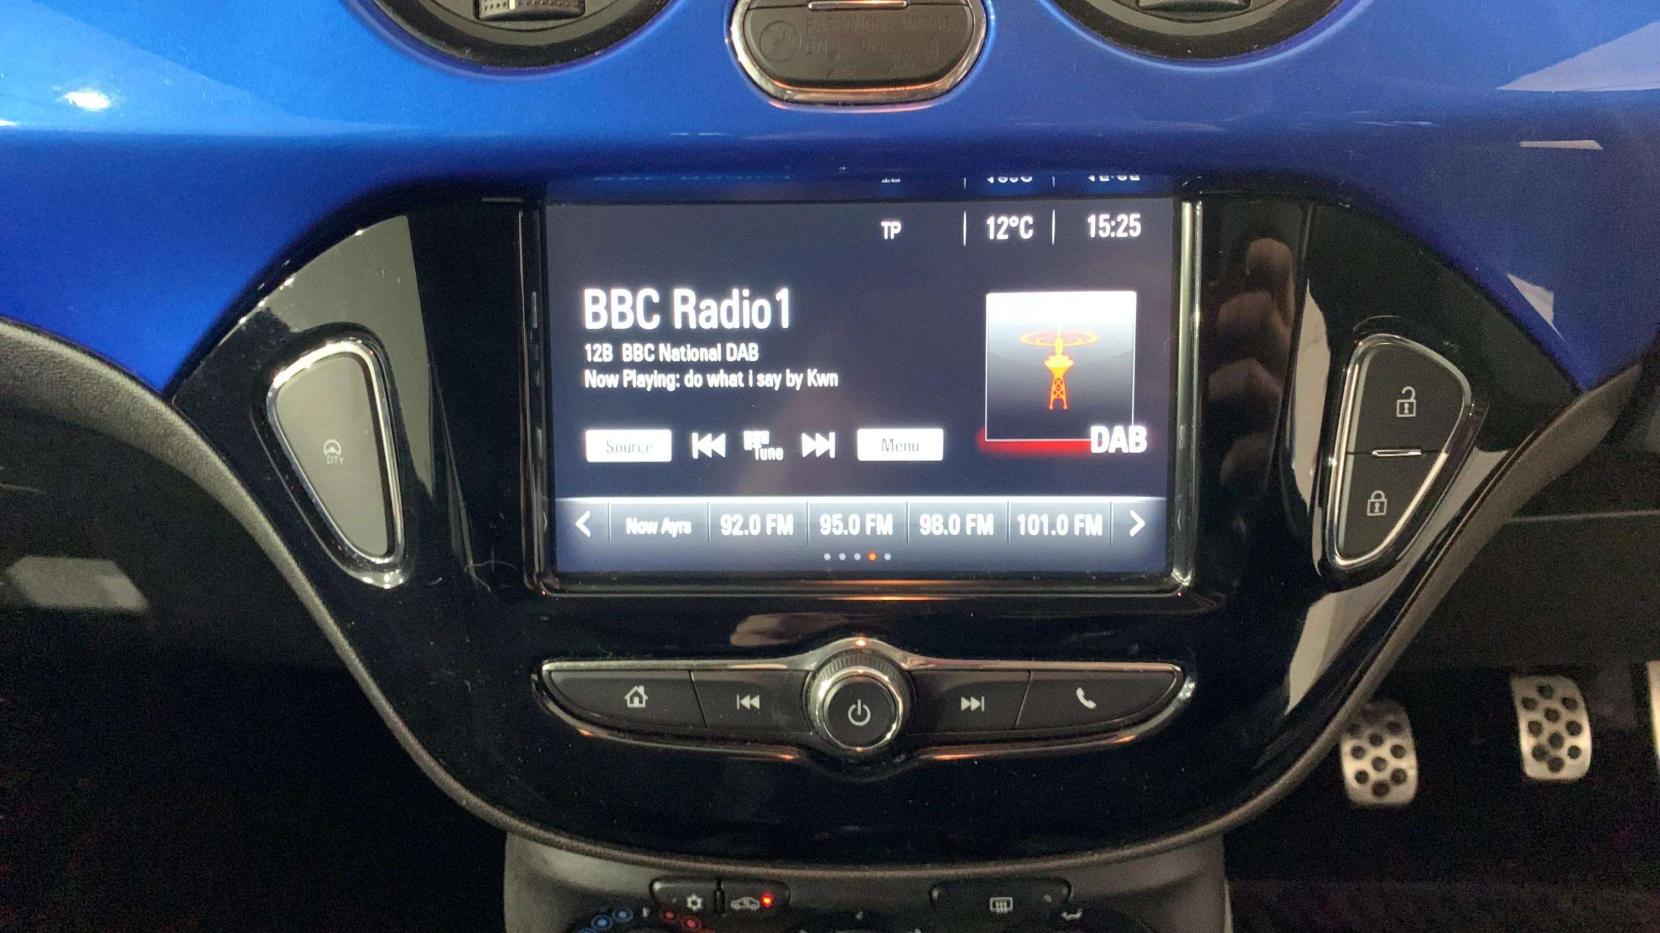 TP 12°C 15:25
BBC Radio1
12B BBC National DAB
Now Playing: do what i say by Kwn
DAB
Source Tune Menu
Now Ayrs 92.0 FM 95.0 FM 98.0 FM 101.0 FM
CITY